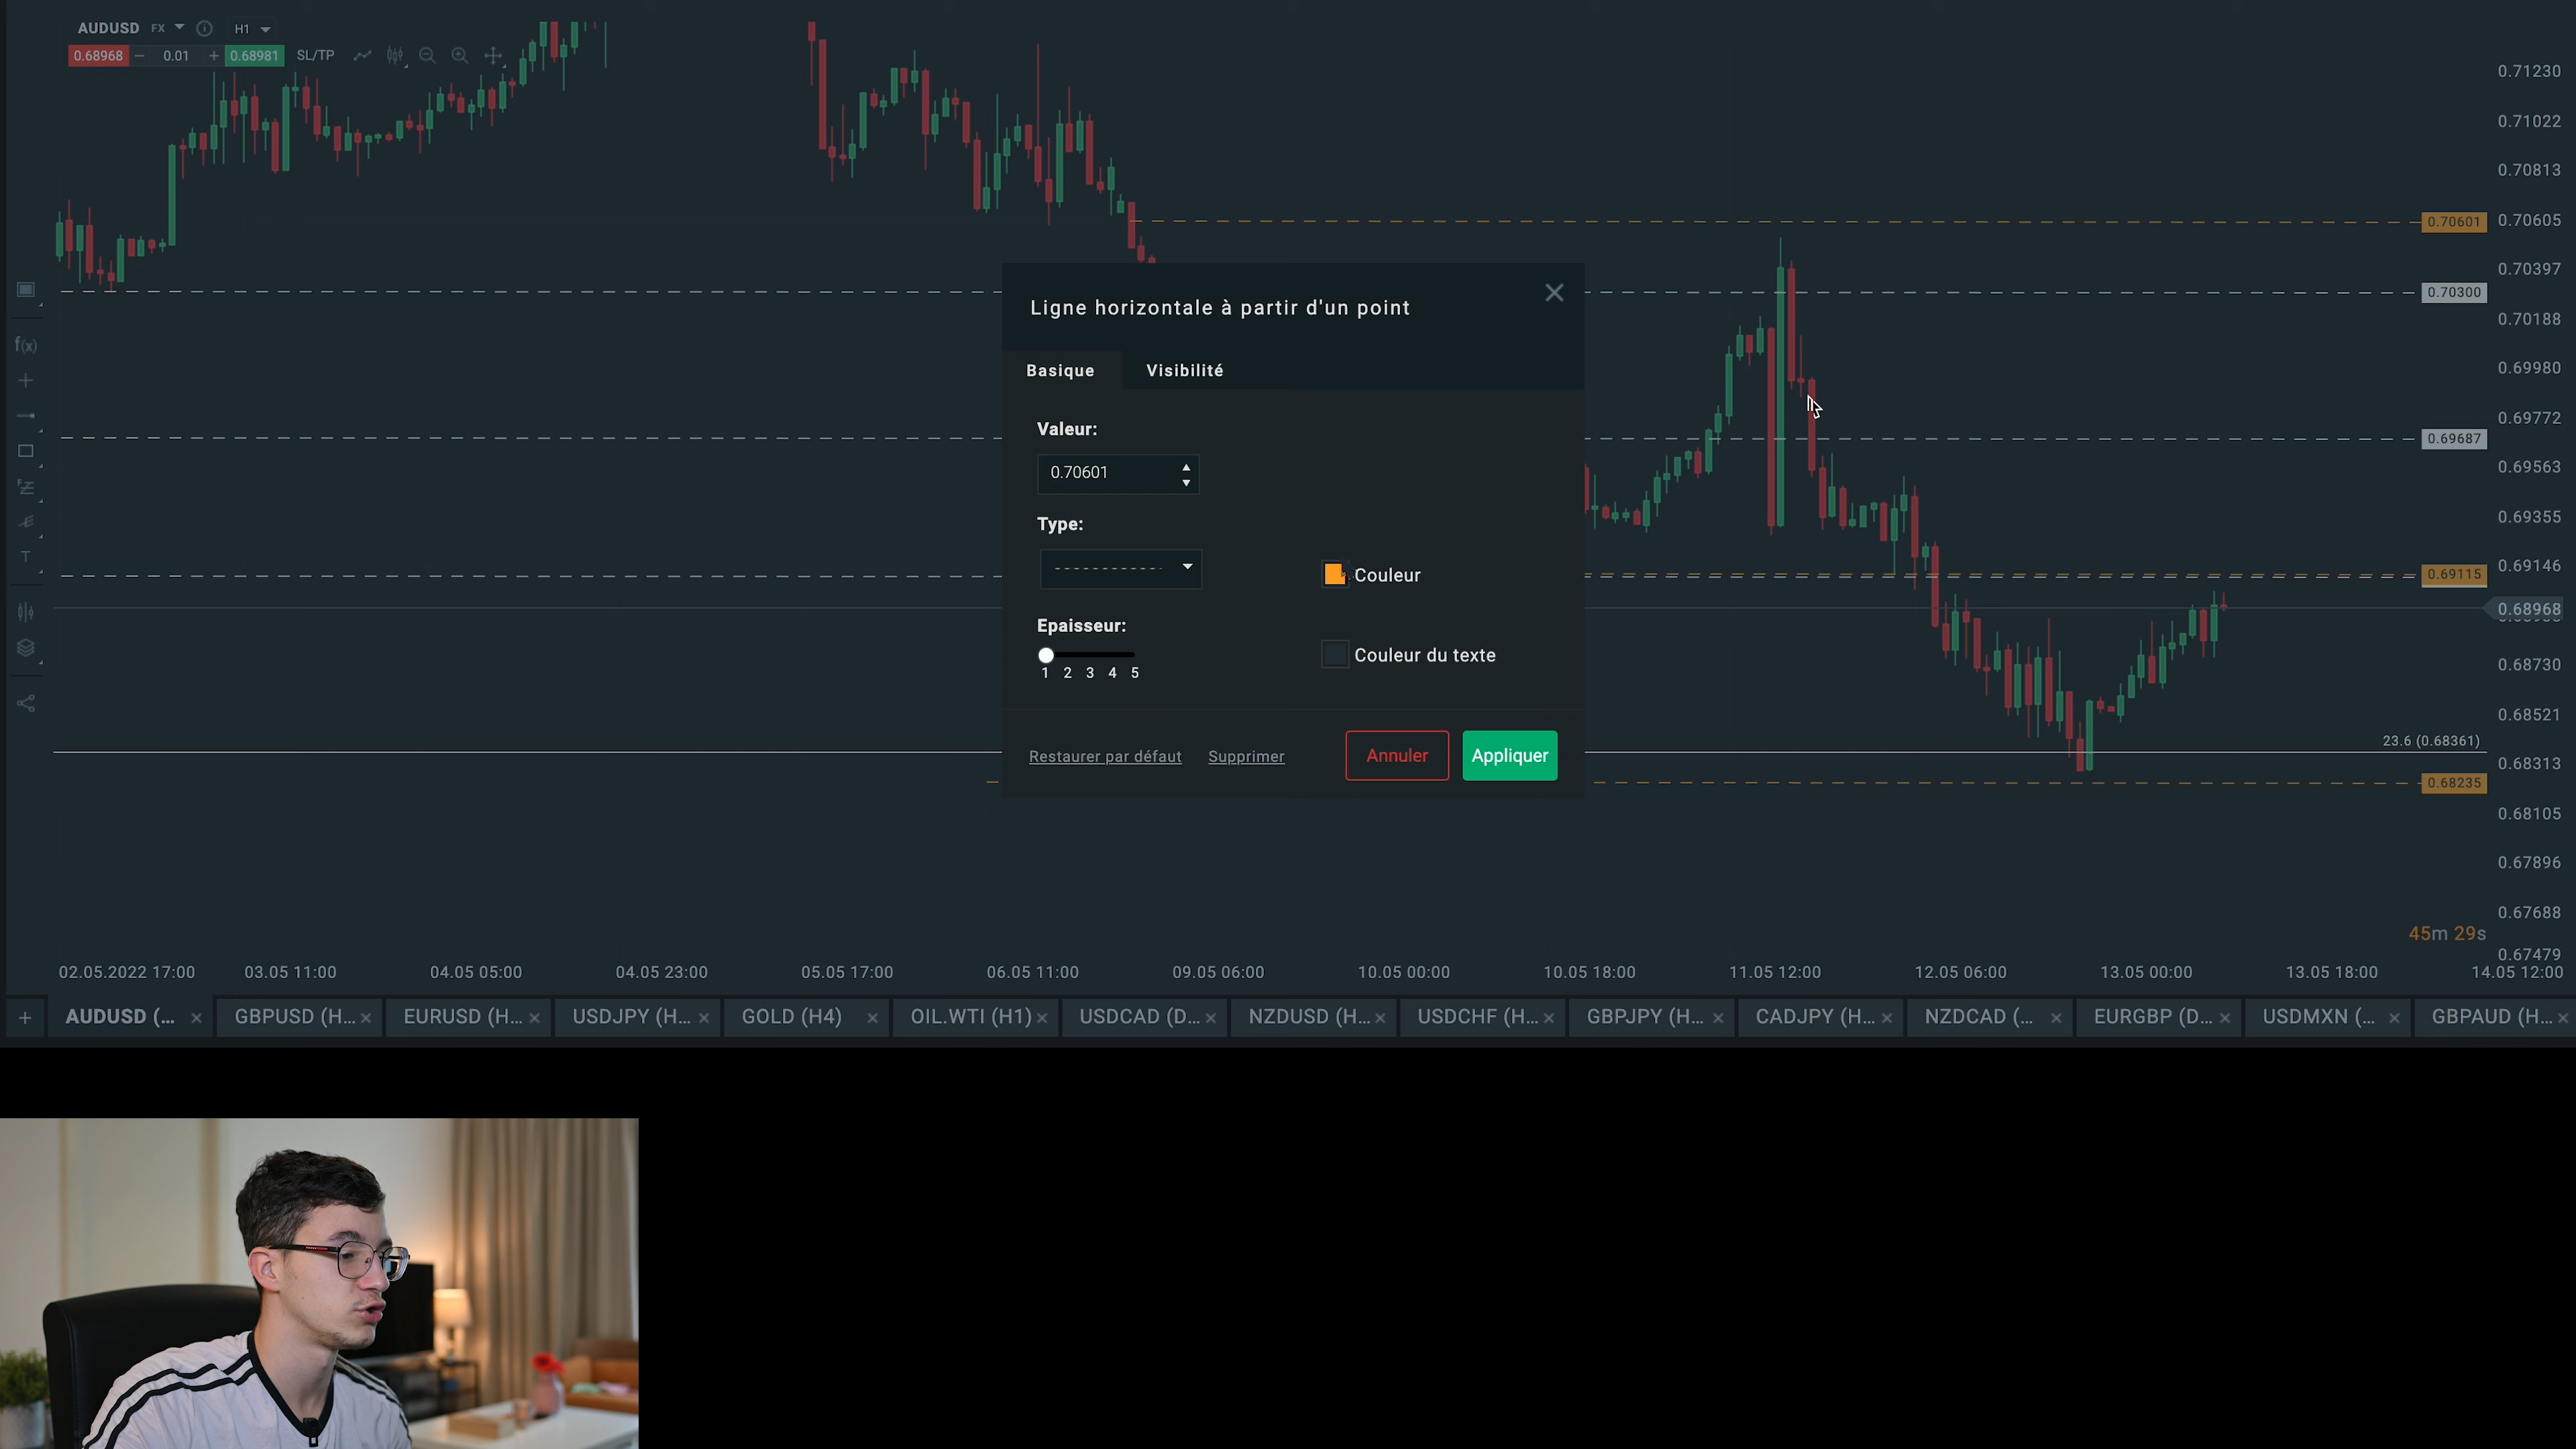 AUDUSD FX H1
0.68968 − 0.01 + 0.68981 SL/TP
0.71230
0.71022
0.70813
0.70601 0.70605
0.70397
0.70300
0.70188
0.69980
0.69772
0.69687
0.69563
0.69355
0.69146
0.69115
0.68968
0.68730
0.68521
23.6 (0.68361)
0.68313
0.68235
0.68105
0.67896
0.67688
45m 29s
0.67479
f(x)
T
Ligne horizontale à partir d'un point
Basique Visibilité
Valeur:
0.70601
Type:
Couleur
Epaisseur:
Couleur du texte
1 2 3 4 5
Restaurer par défaut Supprimer Annuler Appliquer
02.05.2022 17:00 03.05 11:00 04.05 05:00 04.05 23:00 05.05 17:00 06.05 11:00 09.05 06:00 10.05 00:00 10.05 18:00 11.05 12:00 12.05 06:00 13.05 00:00 13.05 18:00 14.05 12:00
+ AUDUSD (... × GBPUSD (H... × EURUSD (H... × USDJPY (H... × GOLD (H4) × OIL.WTI (H1) × USDCAD (D... × NZDUSD (H... × USDCHF (H... × GBPJPY (H... × CADJPY (H... × NZDCAD (... × EURGBP (D... × USDMXN (... × GBPAUD (H... ×